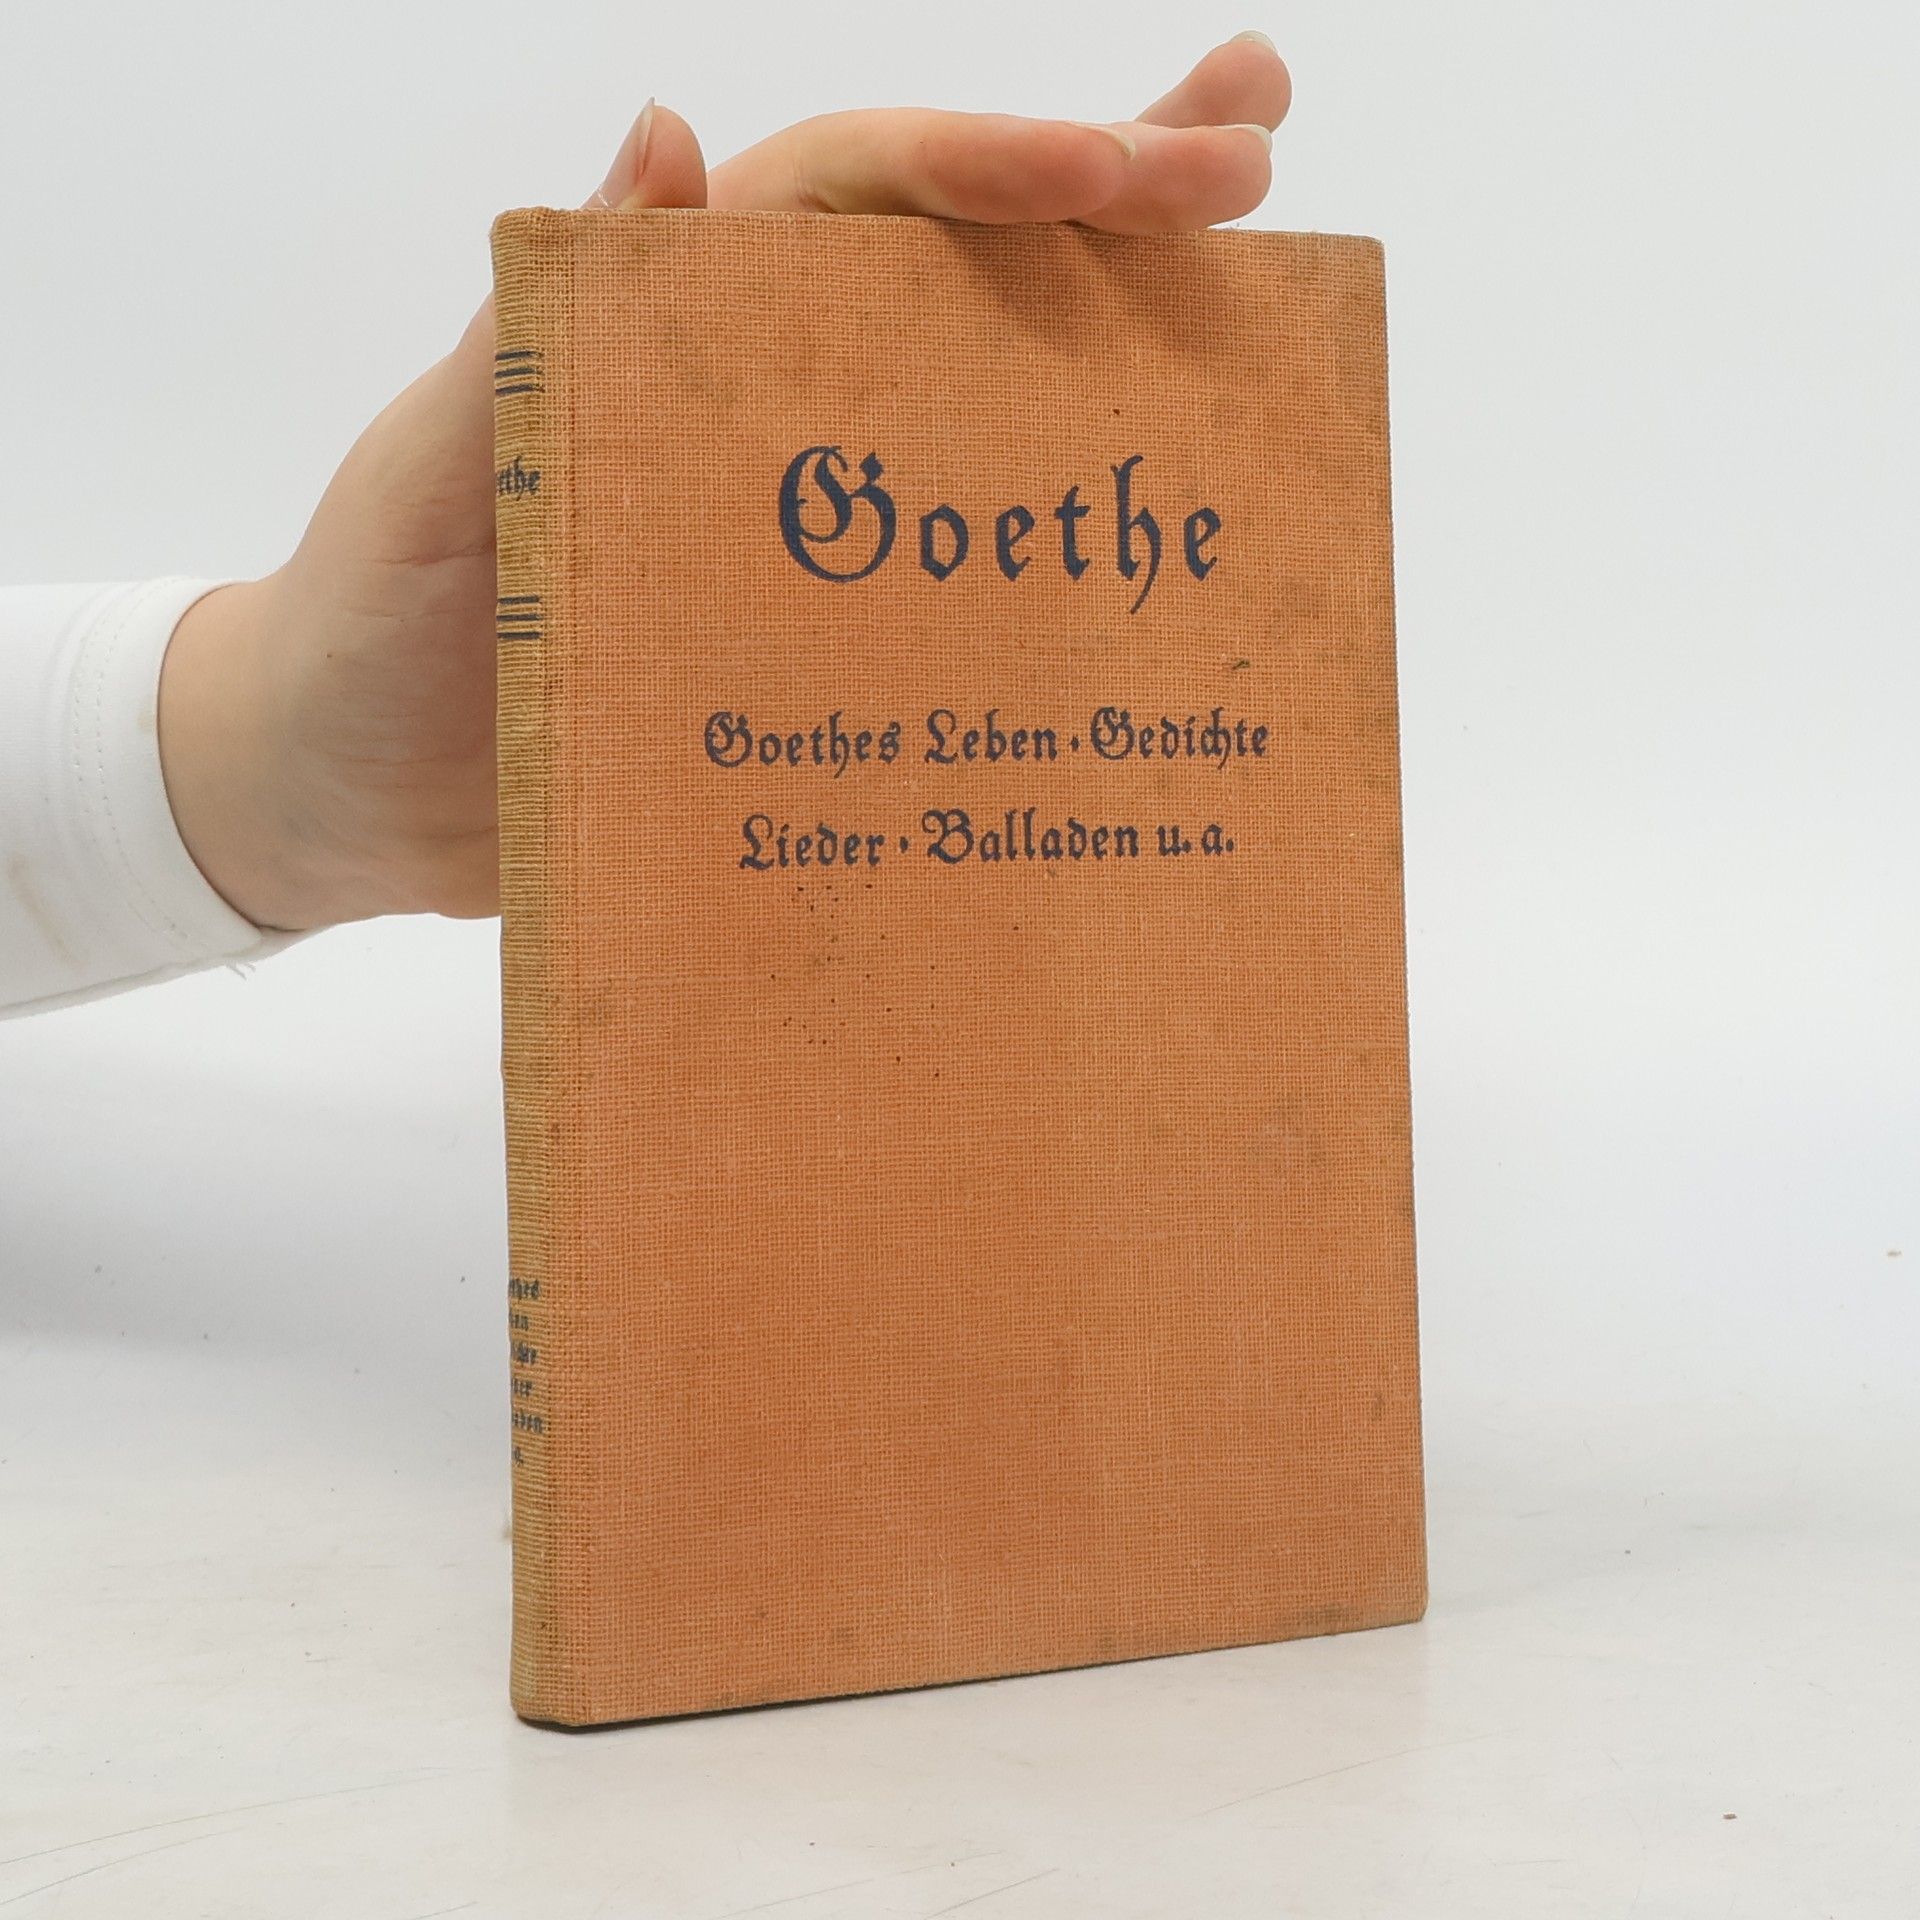 Goethe
Goethes Leben · Gedichte
Lieder · Balladen u. a.